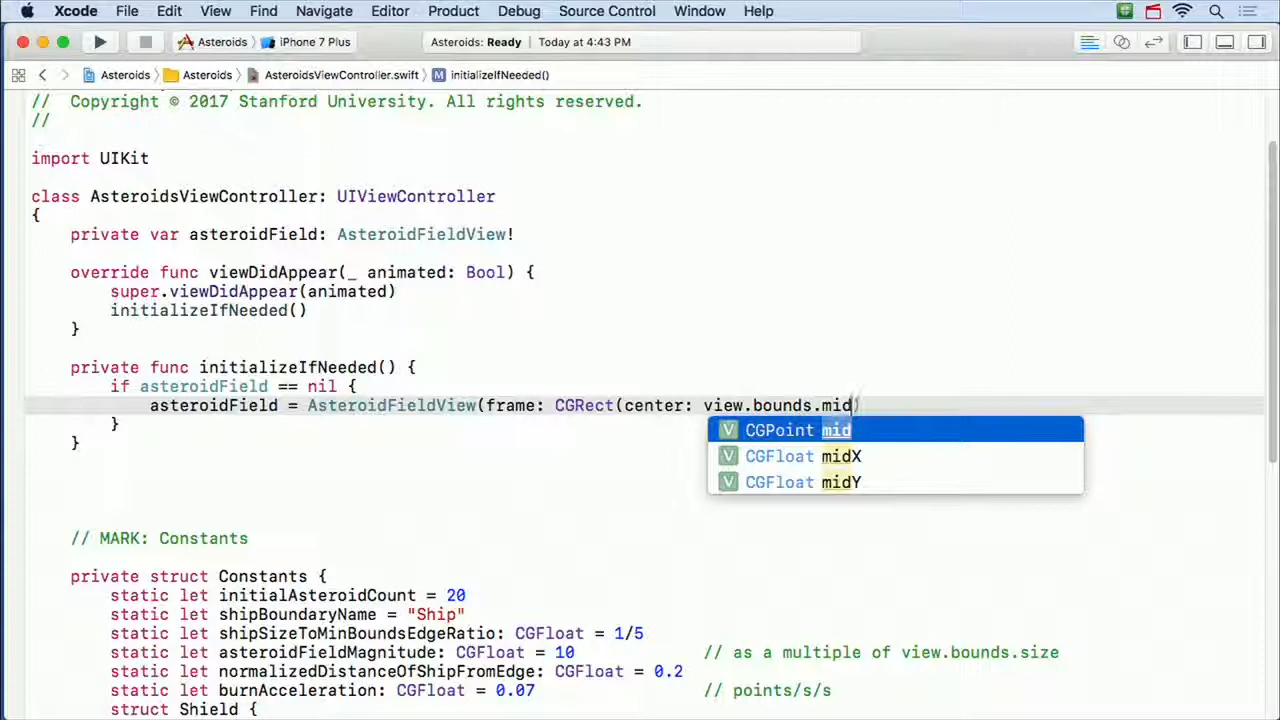 Xcode File Edit View Find Navigate Editor Product Debug Source Control Window Help
Asteroids iPhone 7 Plus Asteroids: Ready Today at 4:43 PM
Asteroids Asteroids AsteroidsViewController.swift M initializeIfNeeded()
// Copyright © 2017 Stanford University. All rights reserved.
//
import UIKit
class AsteroidsViewController: UIViewController
{
private var asteroidField: AsteroidFieldView!
override func viewDidAppear(_ animated: Bool) {
super.viewDidAppear(animated)
initializeIfNeeded()
}
private func initializeIfNeeded() {
if asteroidField == nil {
asteroidField = AsteroidFieldView(frame: CGRect(center: view.bounds.mid)
V CGPoint mid
}
V CGFloat midX
}
V CGFloat midY
// MARK: Constants
private struct Constants {
static let initialAsteroidCount = 20
static let shipBoundaryName = "Ship"
static let shipSizeToMinBoundsEdgeRatio: CGFloat = 1/5
static let asteroidFieldMagnitude: CGFloat = 10 // as a multiple of view.bounds.size
static let normalizedDistanceOfShipFromEdge: CGFloat = 0.2
static let burnAcceleration: CGFloat = 0.07 // points/s/s
struct Shield {